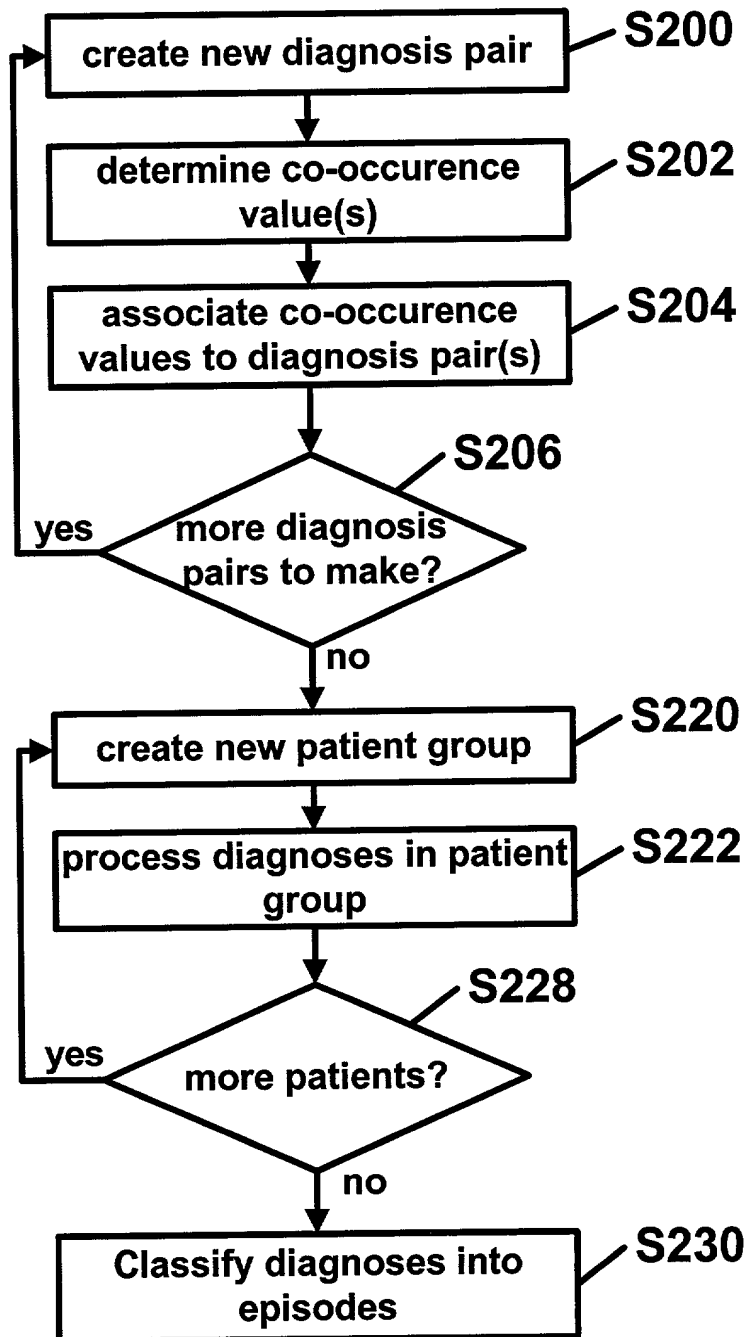 create new diagnosis pair
S200
determine co-occurence
value(s)
S202
associate co-occurence
values to diagnosis pair(s)
S204
S206
more diagnosis
pairs to make?
yes
no
create new patient group
S220
process diagnoses in patient
group
S222
S228
more patients?
yes
no
Classify diagnoses into
episodes
S230